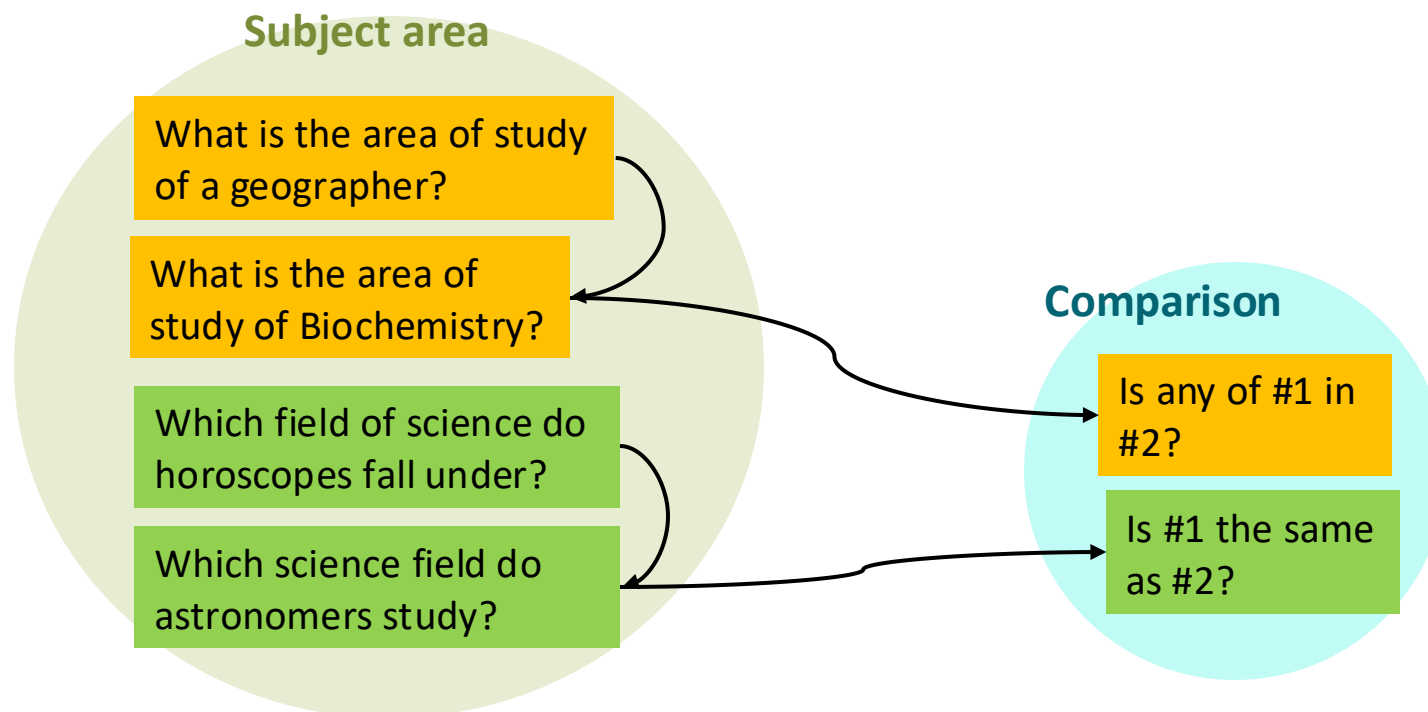 Subject area
What is the area of study
of a geographer?
What is the area of
study of Biochemistry?
Which field of science do
horoscopes fall under?
Which science field do
astronomers study?
Comparison
Is any of #1 in
#2?
Is #1 the same
as #2?